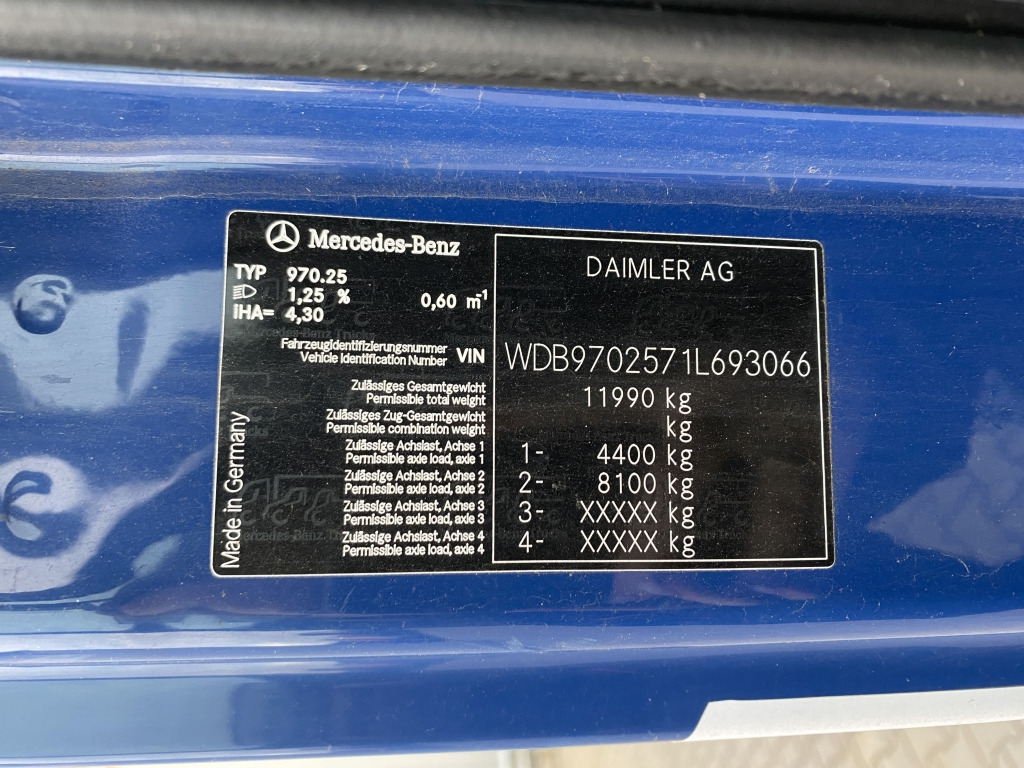 Mercedes-Benz
TYP 970.25
1,25 % 0,60 m⁻¹
IHA= 4,30
DAIMLER AG
Fahrzeugidentifizierungsnummer
Vehicle Identification Number VIN WDB9702571L693066
Zulässiges Gesamtgewicht
Permissible total weight 11990 kg
Zulässiges Zug-Gesamtgewicht
Permissible combination weight kg
Zulässige Achslast, Achse 1
Permissible axle load, axle 1 1- 4400 kg
Zulässige Achslast, Achse 2
Permissible axle load, axle 2 2- 8100 kg
Zulässige Achslast, Achse 3
Permissible axle load, axle 3 3- XXXXX kg
Zulässige Achslast, Achse 4
Permissible axle load, axle 4 4- XXXXX kg
Made in Germany